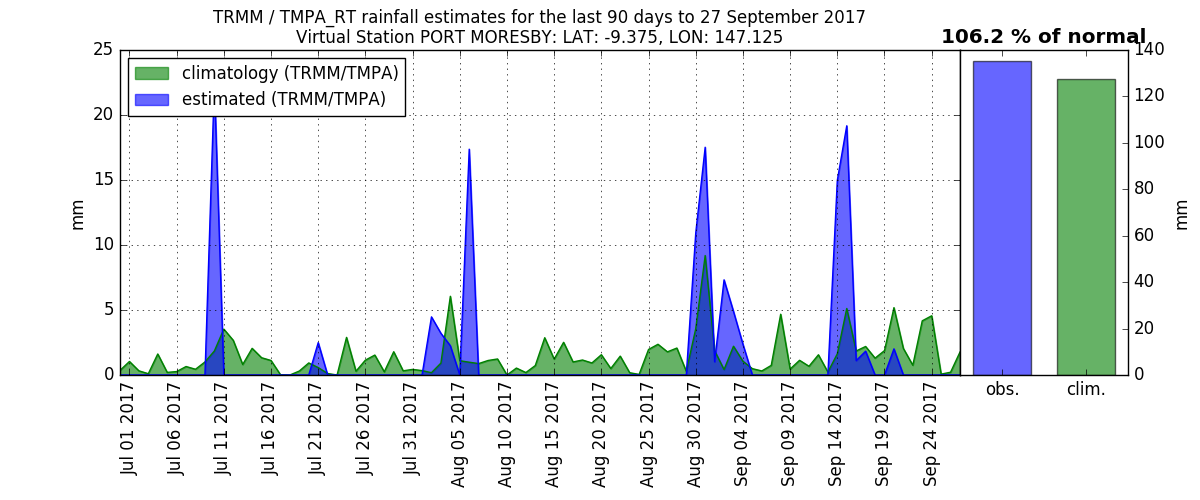 TRMM / TMPA_RT rainfall estimates for the last 90 days to 27 September 2017
Virtual Station PORT MORESBY: LAT: -9.375, LON: 147.125
106.2 % of normal
climatology (TRMM/TMPA)
estimated (TRMM/TMPA)
25
20
15
10
5
0
mm
Jul 01 2017
Jul 06 2017
Jul 11 2017
Jul 16 2017
Jul 21 2017
Jul 26 2017
Jul 31 2017
Aug 05 2017
Aug 10 2017
Aug 15 2017
Aug 20 2017
Aug 25 2017
Aug 30 2017
Sep 04 2017
Sep 09 2017
Sep 14 2017
Sep 19 2017
Sep 24 2017
obs.
clim.
140
120
100
80
60
40
20
0
mm